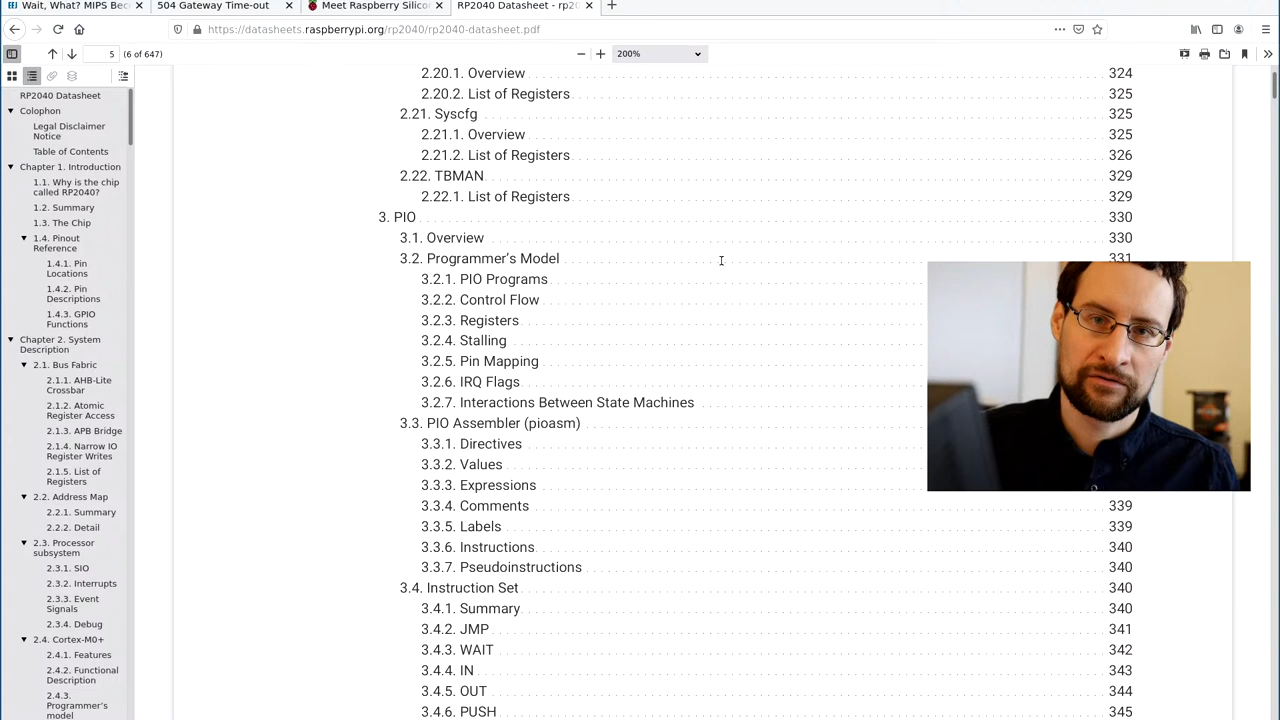 Wait, What? MIPS Bec
504 Gateway Time-out
Meet Raspberry Silico
RP2040 Datasheet - rp20
https://datasheets.raspberrypi.org/rp2040/rp2040-datasheet.pdf
5 (6 of 647)
200%
RP2040 Datasheet
Colophon
Legal Disclaimer
Notice
Table of Contents
Chapter 1. Introduction
1.1. Why is the chip
called RP2040?
1.2. Summary
1.3. The Chip
1.4. Pinout
Reference
1.4.1. Pin
Locations
1.4.2. Pin
Descriptions
1.4.3. GPIO
Functions
Chapter 2. System
Description
2.1. Bus Fabric
2.1.1. AHB-Lite
Crossbar
2.1.2. Atomic
Register Access
2.1.3. APB Bridge
2.1.4. Narrow IO
Register Writes
2.1.5. List of
Registers
2.2. Address Map
2.2.1. Summary
2.2.2. Detail
2.3. Processor
subsystem
2.3.1. SIO
2.3.2. Interrupts
2.3.3. Event
Signals
2.3.4. Debug
2.4. Cortex-M0+
2.4.1. Features
2.4.2. Functional
Description
2.4.3.
Programmer's
model
2.20.1. Overview 324
2.20.2. List of Registers 325
2.21. Syscfg 325
2.21.1. Overview 325
2.21.2. List of Registers 326
2.22. TBMAN 329
2.22.1. List of Registers 329
3. PIO 330
3.1. Overview 330
3.2. Programmer's Model 331
3.2.1. PIO Programs
3.2.2. Control Flow
3.2.3. Registers
3.2.4. Stalling
3.2.5. Pin Mapping
3.2.6. IRQ Flags
3.2.7. Interactions Between State Machines
3.3. PIO Assembler (pioasm)
3.3.1. Directives
3.3.2. Values
3.3.3. Expressions
3.3.4. Comments 339
3.3.5. Labels 339
3.3.6. Instructions 340
3.3.7. Pseudoinstructions 340
3.4. Instruction Set 340
3.4.1. Summary 340
3.4.2. JMP 341
3.4.3. WAIT 342
3.4.4. IN 343
3.4.5. OUT 344
3.4.6. PUSH 345